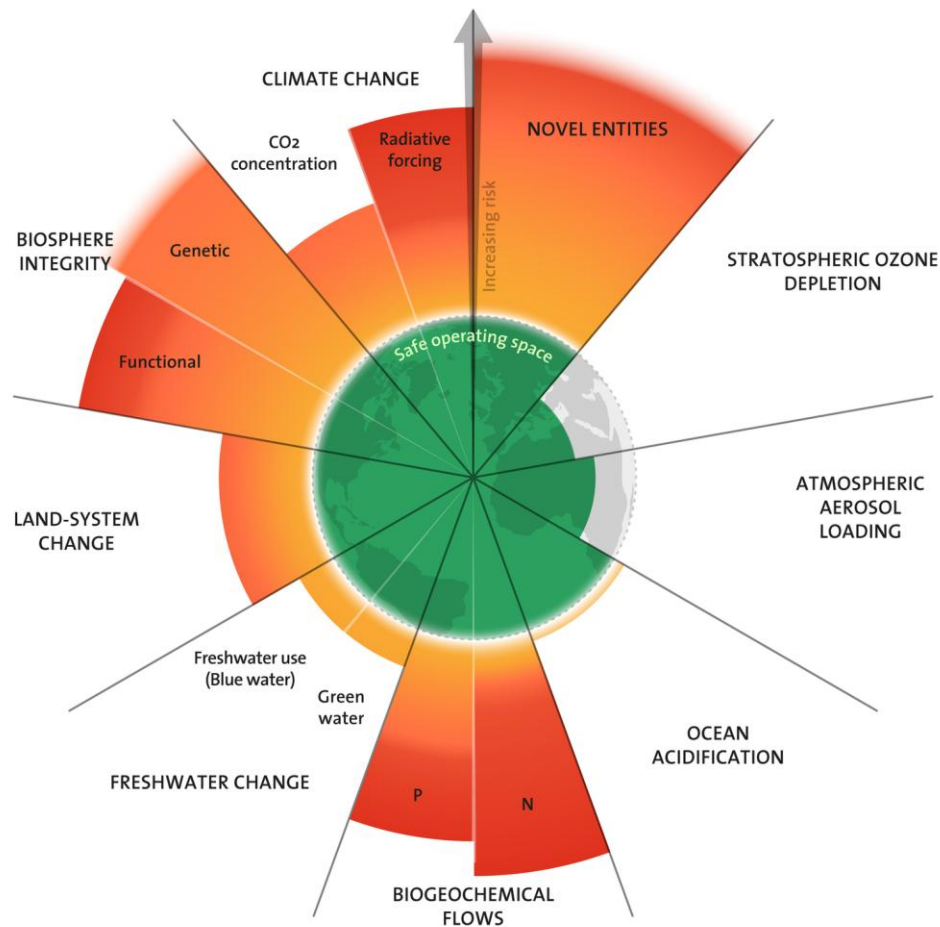 CLIMATE CHANGE
CO2
concentration
Radiative
forcing
NOVEL ENTITIES
Increasing risk
BIOSPHERE
INTEGRITY
Genetic
Functional
STRATOSPHERIC OZONE
DEPLETION
Safe operating space
LAND-SYSTEM
CHANGE
ATMOSPHERIC
AEROSOL
LOADING
Freshwater use
(Blue water)
Green
water
FRESHWATER CHANGE
OCEAN
ACIDIFICATION
P
N
BIOGEOCHEMICAL
FLOWS